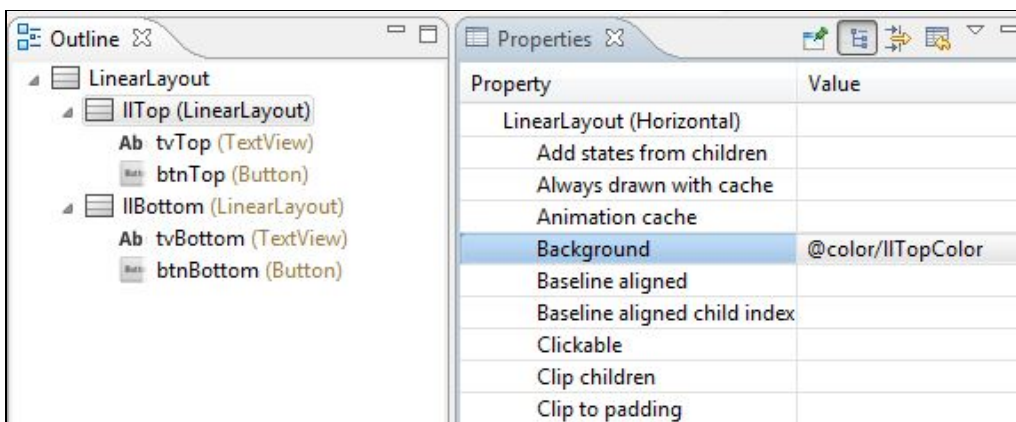 Outline
LinearLayout
llTop (LinearLayout)
Ab tvTop (TextView)
btnTop (Button)
llBottom (LinearLayout)
Ab tvBottom (TextView)
btnBottom (Button)
Properties
Property Value
LinearLayout (Horizontal)
Add states from children
Always drawn with cache
Animation cache
Background @color/llTopColor
Baseline aligned
Baseline aligned child index
Clickable
Clip children
Clip to padding